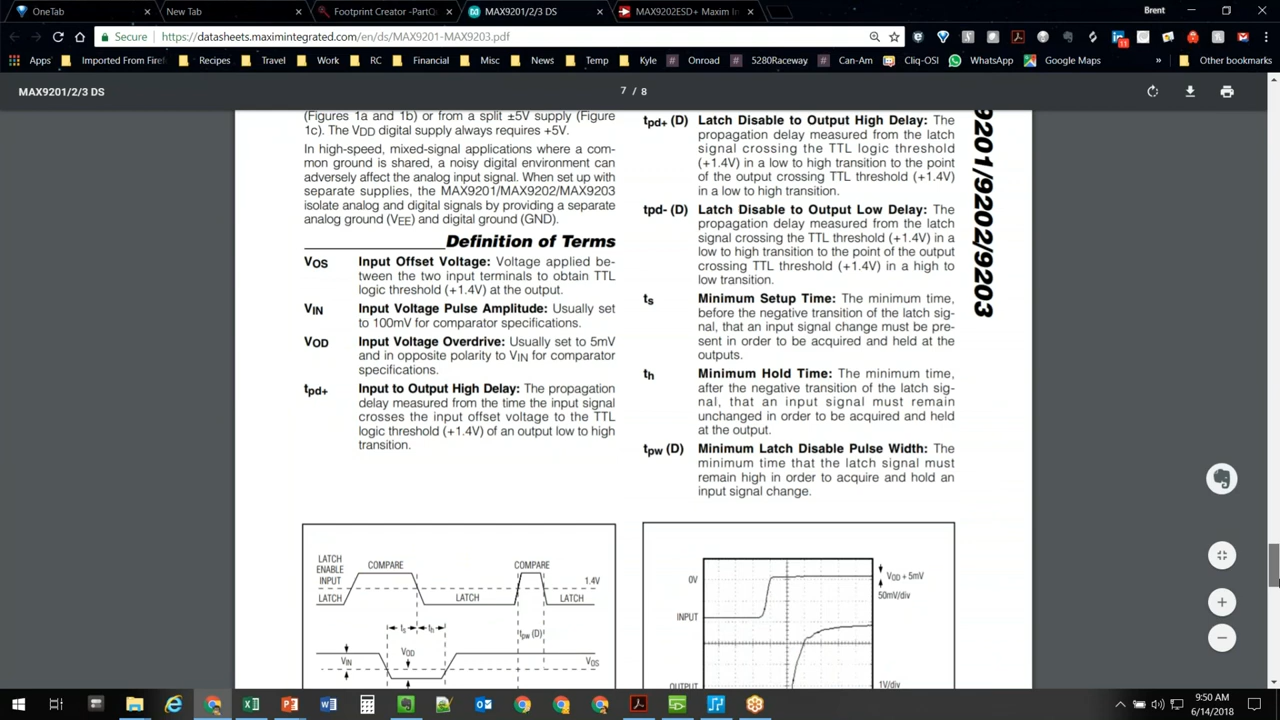 OneTab
New Tab
Footprint Creator -PartQu
MAX9201/2/3 DS
MAX9202ESD+ Maxim In
Brent
Secure
https://datasheets.maximintegrated.com/en/ds/MAX9201-MAX9203.pdf
Apps
Imported From Firef
Recipes
Travel
Work
RC
Financial
Misc
News
Temp
Kyle
Onroad
5280Raceway
Can-Am
Cliq-OSI
WhatsApp
Google Maps
»
Other bookmarks
MAX9201/2/3 DS
7 / 8
(Figures 1a and 1b) or from a split ±5V supply (Figure
1c). The VDD digital supply always requires +5V.
In high-speed, mixed-signal applications where a com-
mon ground is shared, a noisy digital environment can
adversely affect the analog input signal. When set up with
separate supplies, the MAX9201/MAX9202/MAX9203
isolate analog and digital signals by providing a separate
analog ground (VEE) and digital ground (GND).
Definition of Terms
VOS Input Offset Voltage: Voltage applied be-
tween the two input terminals to obtain TTL
logic threshold (+1.4V) at the output.
VIN Input Voltage Pulse Amplitude: Usually set
to 100mV for comparator specifications.
VOD Input Voltage Overdrive: Usually set to 5mV
and in opposite polarity to VIN for comparator
specifications.
tpd+ Input to Output High Delay: The propagation
delay measured from the time the input signal
crosses the input offset voltage to the TTL
logic threshold (+1.4V) of an output low to high
transition.
tpd+ (D) Latch Disable to Output High Delay: The
propagation delay measured from the latch
signal crossing the TTL logic threshold
(+1.4V) in a low to high transition to the point
of the output crossing TTL threshold (+1.4V)
in a low to high transition.
tpd- (D) Latch Disable to Output Low Delay: The
propagation delay measured from the latch
signal crossing the TTL threshold (+1.4V) in a
low to high transition to the point of the output
crossing TTL threshold (+1.4V) in a high to
low transition.
ts Minimum Setup Time: The minimum time,
before the negative transition of the latch sig-
nal, that an input signal change must be pre-
sent in order to be acquired and held at the
outputs.
th Minimum Hold Time: The minimum time,
after the negative transition of the latch sig-
nal, that an input signal must remain
unchanged in order to be acquired and held
at the output.
tpw (D) Minimum Latch Disable Pulse Width: The
minimum time that the latch signal must
remain high in order to acquire and hold an
input signal change.
9201/9202/9203
LATCH
ENABLE
INPUT
COMPARE
COMPARE
1.4V
LATCH
LATCH
LATCH
ts
th
tpw (D)
VOD
VIN
VOS
0V
VOD + 5mV
50mV/div
INPUT
OUTPUT
1V/div
9:50 AM
6/14/2018